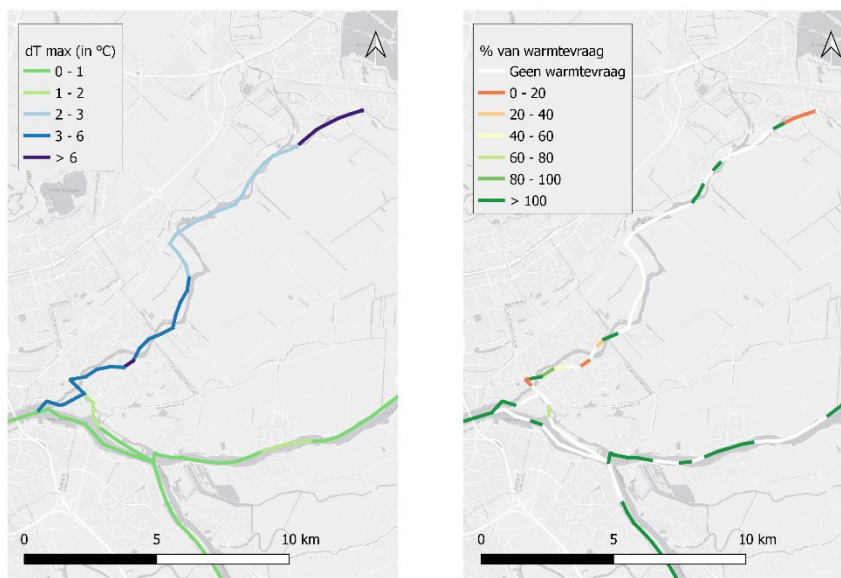 dT max (in °C)
0 - 1
1 - 2
2 - 3
3 - 6
> 6
0 5 10 km
% van warmtevraag
Geen warmtevraag
0 - 20
20 - 40
40 - 60
60 - 80
80 - 100
> 100
0 5 10 km